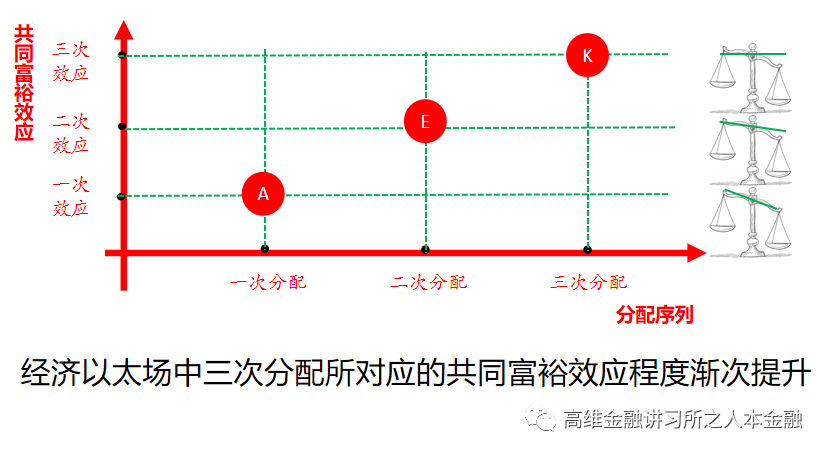 共同富裕效应
三次
效应
二次
效应
一次
效应
K
E
A
一次分配
二次分配
三次分配
分配序列
经济以太场中三次分配所对应的共同富裕效应程度渐次提升
高维金融讲习所之人本金融